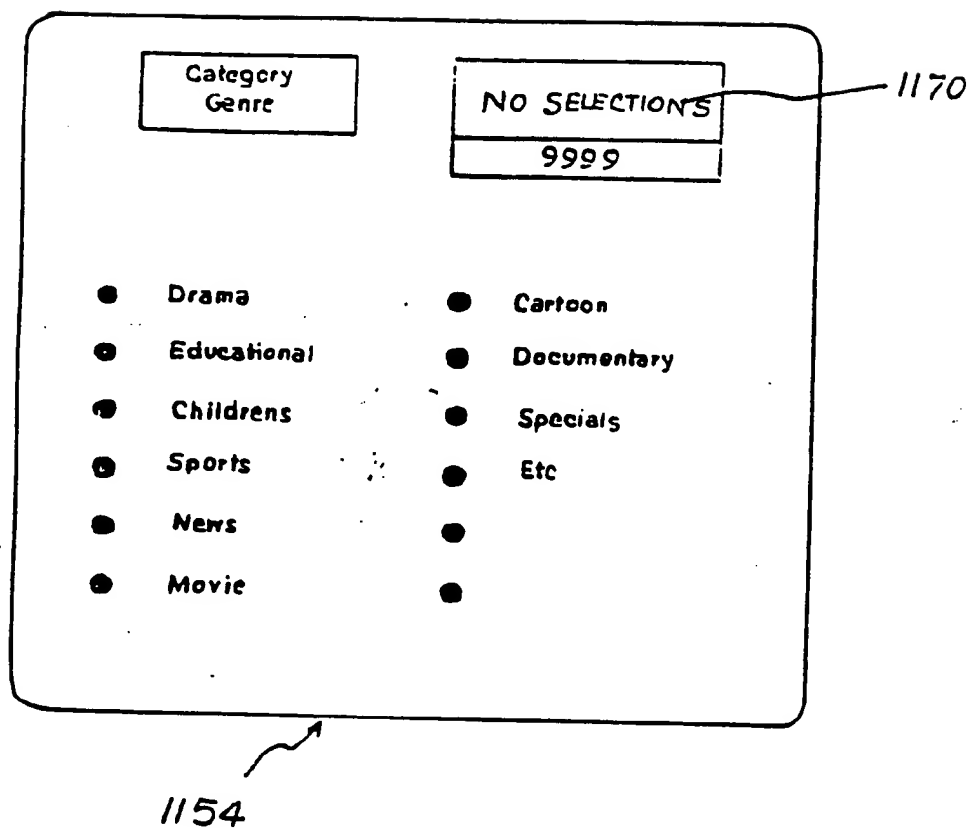 Category
Genre
NO SELECTIONS
9999
1170
Drama
Educational
Childrens
Sports
News
Movie
Cartoon
Documentary
Specials
Etc
1154